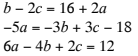 b − 2c = 16 + 2a
−5a = −3b + 3c − 18
6a − 4b + 2c = 12